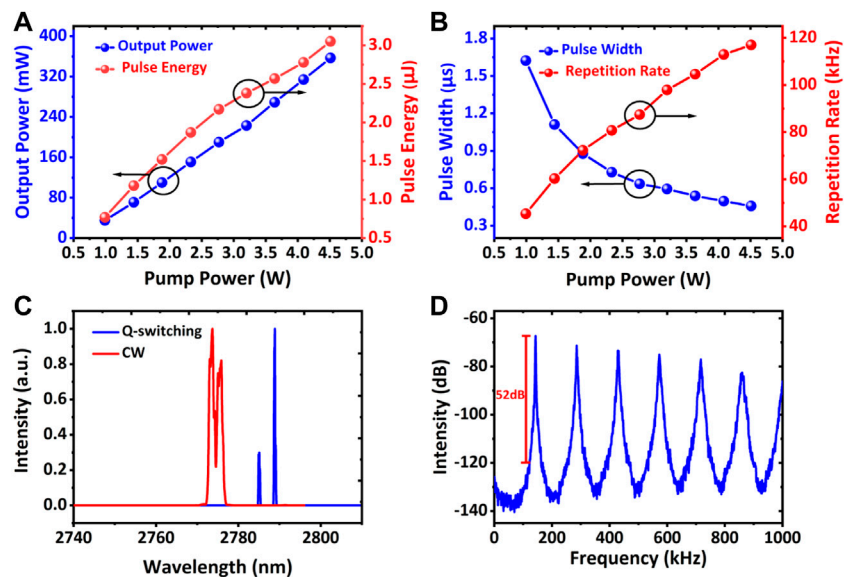 A
Output Power (mW)
400
320
240
160
80
0
Output Power
Pulse Energy
3.0
2.5
2.0
1.5
1.0
0.5
Pulse Energy (μJ)
0.5 1.0 1.5 2.0 2.5 3.0 3.5 4.0 4.5 5.0
Pump Power (W)
B
Pulse Width (μs)
1.8
1.5
1.2
0.9
0.6
0.3
Pulse Width
Repetition Rate
120
100
80
60
40
Repetition Rate (kHz)
0.5 1.0 1.5 2.0 2.5 3.0 3.5 4.0 4.5 5.0
Pump Power (W)
C
Intensity (a.u.)
1.0
0.8
0.6
0.4
0.2
0.0
Q-switching
CW
2740 2760 2780 2800
Wavelength (nm)
D
Intensity (dB)
-60
-80
-100
-120
-140
52dB
0 200 400 600 800 1000
Frequency (kHz)